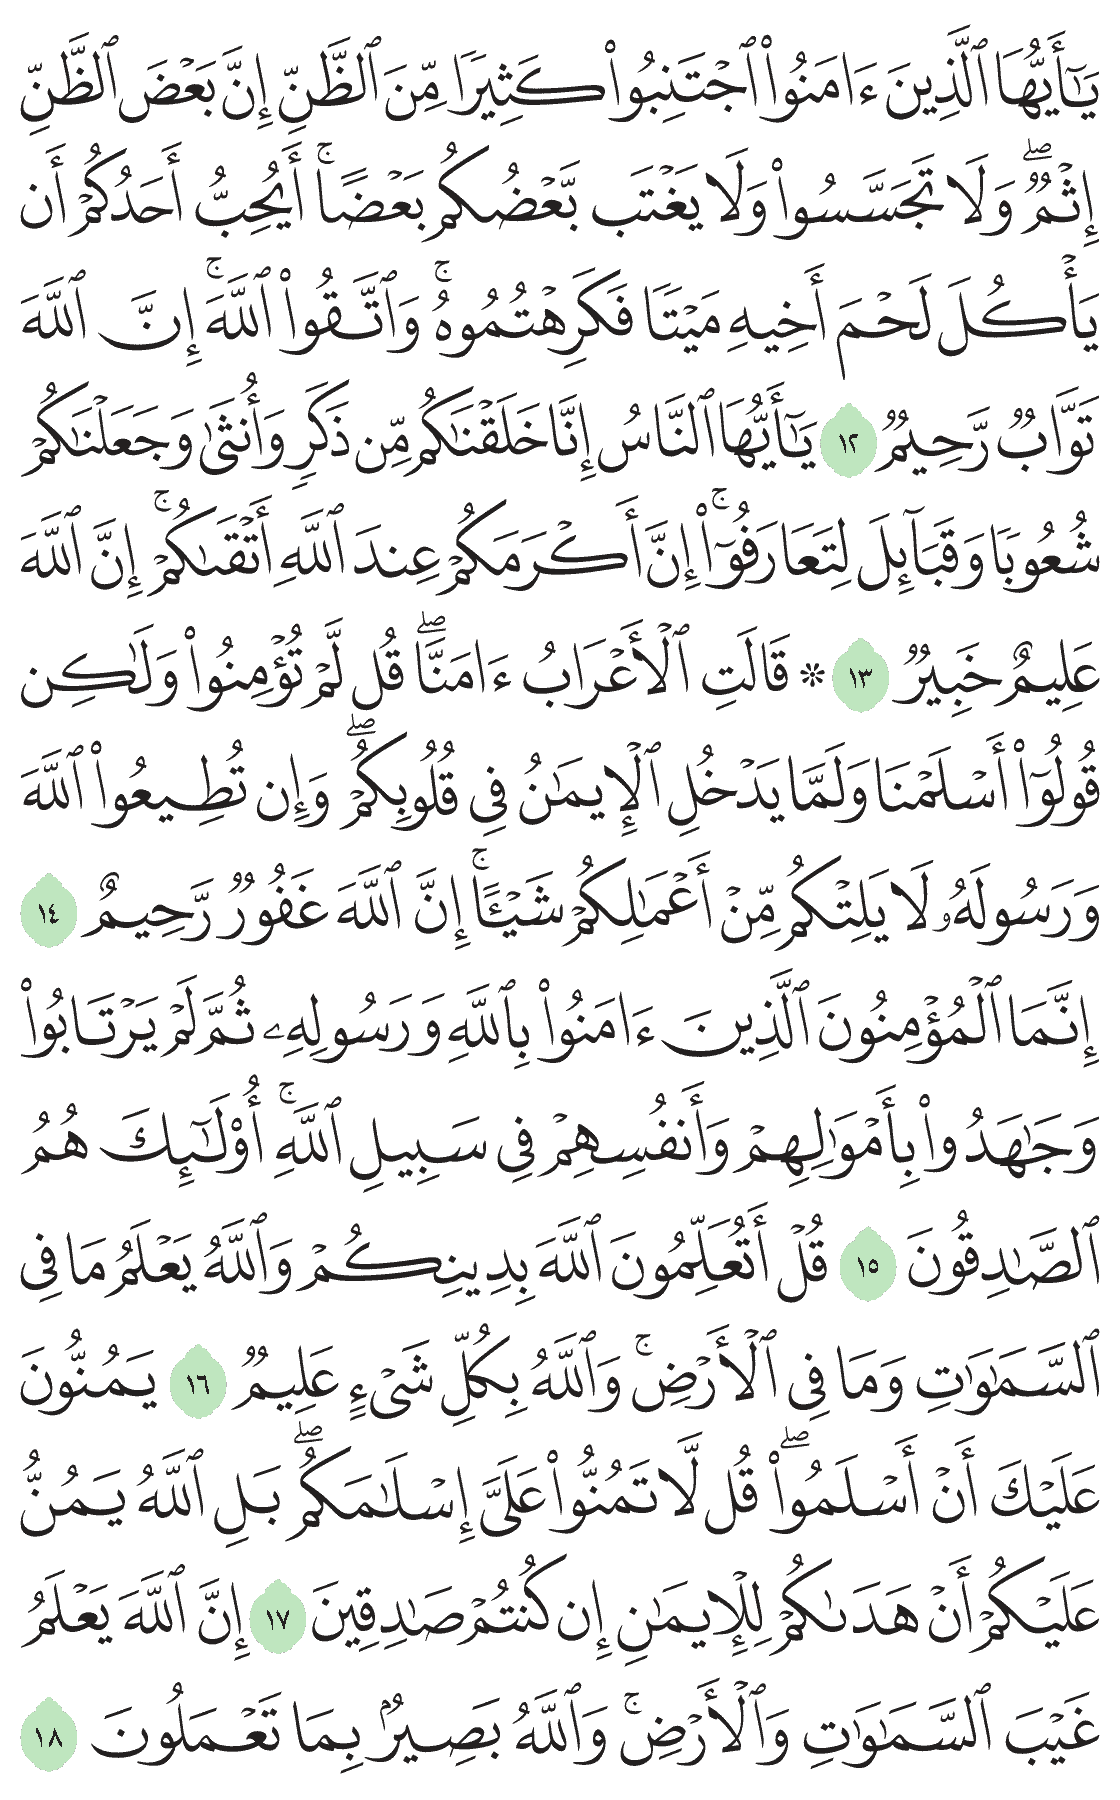 يَٰٓأَيُّهَا ٱلَّذِينَ ءَامَنُواْ ٱجۡتَنِبُواْ كَثِيرٗا مِّنَ ٱلظَّنِّ إِنَّ بَعۡضَ ٱلظَّنِّ
إِثۡمٞۖ وَلَا تَجَسَّسُواْ وَلَا يَغۡتَب بَّعۡضُكُم بَعۡضًاۚ أَيُحِبُّ أَحَدُكُمۡ أَن
يَأۡكُلَ لَحۡمَ أَخِيهِ مَيۡتٗا فَكَرِهۡتُمُوهُۚ وَٱتَّقُواْ ٱللَّهَۚ إِنَّ ٱللَّهَ
تَوَّابٞ رَّحِيمٞ ١٢ يَٰٓأَيُّهَا ٱلنَّاسُ إِنَّا خَلَقۡنَٰكُم مِّن ذَكَرٖ وَأُنثَىٰ وَجَعَلۡنَٰكُمۡ
شُعُوبٗا وَقَبَآئِلَ لِتَعَارَفُوٓاْۚ إِنَّ أَكۡرَمَكُمۡ عِندَ ٱللَّهِ أَتۡقَىٰكُمۡۚ إِنَّ ٱللَّهَ
عَلِيمٌ خَبِيرٞ ١٣ ۞ قَالَتِ ٱلۡأَعۡرَابُ ءَامَنَّاۖ قُل لَّمۡ تُؤۡمِنُواْ وَلَٰكِن
قُولُوٓاْ أَسۡلَمۡنَا وَلَمَّا يَدۡخُلِ ٱلۡإِيمَٰنُ فِي قُلُوبِكُمۡۖ وَإِن تُطِيعُواْ ٱللَّهَ
وَرَسُولَهُۥ لَا يَلِتۡكُم مِّنۡ أَعۡمَٰلِكُمۡ شَيۡـًٔاۚ إِنَّ ٱللَّهَ غَفُورٞ رَّحِيمٌ ١٤
إِنَّمَا ٱلۡمُؤۡمِنُونَ ٱلَّذِينَ ءَامَنُواْ بِٱللَّهِ وَرَسُولِهِۦ ثُمَّ لَمۡ يَرۡتَابُواْ
وَجَٰهَدُواْ بِأَمۡوَٰلِهِمۡ وَأَنفُسِهِمۡ فِي سَبِيلِ ٱللَّهِۚ أُوْلَٰٓئِكَ هُمُ
ٱلصَّٰدِقُونَ ١٥ قُلۡ أَتُعَلِّمُونَ ٱللَّهَ بِدِينِكُمۡ وَٱللَّهُ يَعۡلَمُ مَا فِي
ٱلسَّمَٰوَٰتِ وَمَا فِي ٱلۡأَرۡضِۚ وَٱللَّهُ بِكُلِّ شَيۡءٍ عَلِيمٞ ١٦ يَمُنُّونَ
عَلَيۡكَ أَنۡ أَسۡلَمُواْۖ قُل لَّا تَمُنُّواْ عَلَيَّ إِسۡلَٰمَكُمۖ بَلِ ٱللَّهُ يَمُنُّ
عَلَيۡكُمۡ أَنۡ هَدَىٰكُمۡ لِلۡإِيمَٰنِ إِن كُنتُمۡ صَٰدِقِينَ ١٧ إِنَّ ٱللَّهَ يَعۡلَمُ
غَيۡبَ ٱلسَّمَٰوَٰتِ وَٱلۡأَرۡضِۚ وَٱللَّهُ بَصِيرُۢ بِمَا تَعۡمَلُونَ ١٨